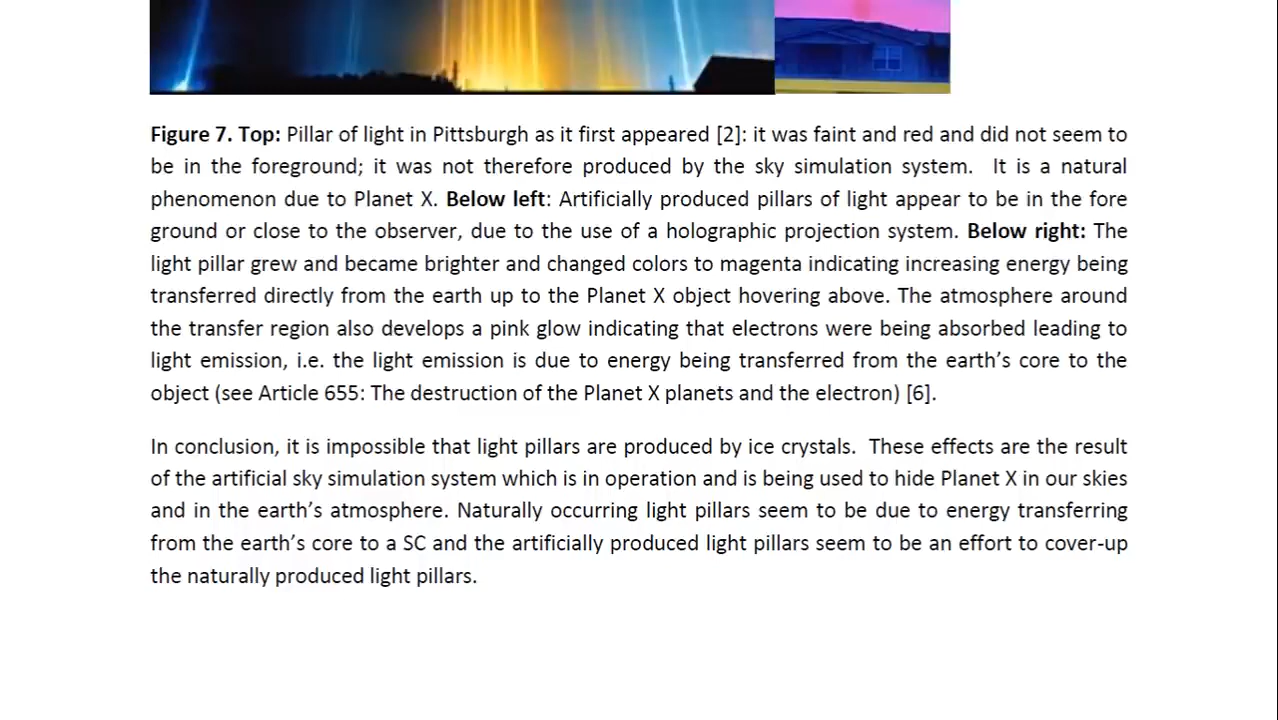 Figure 7. Top: Pillar of light in Pittsburgh as it first appeared [2]: it was faint and red and did not seem to
be in the foreground; it was not therefore produced by the sky simulation system.  It is a natural
phenomenon due to Planet X. Below left: Artificially produced pillars of light appear to be in the fore
ground or close to the observer, due to the use of a holographic projection system. Below right: The
light pillar grew and became brighter and changed colors to magenta indicating increasing energy being
transferred directly from the earth up to the Planet X object hovering above. The atmosphere around
the transfer region also develops a pink glow indicating that electrons were being absorbed leading to
light emission, i.e. the light emission is due to energy being transferred from the earth’s core to the
object (see Article 655: The destruction of the Planet X planets and the electron) [6].
In conclusion, it is impossible that light pillars are produced by ice crystals.  These effects are the result
of the artificial sky simulation system which is in operation and is being used to hide Planet X in our skies
and in the earth’s atmosphere. Naturally occurring light pillars seem to be due to energy transferring
from the earth’s core to a SC and the artificially produced light pillars seem to be an effort to cover-up
the naturally produced light pillars.